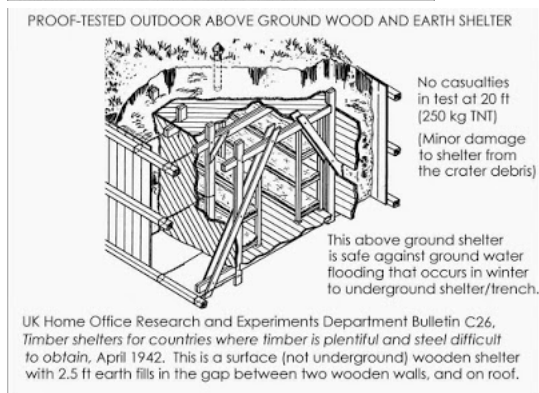 PROOF-TESTED OUTDOOR ABOVE GROUND WOOD AND EARTH SHELTER
No casualties
in test at 20 ft
(250 kg TNT)
(Minor damage
to shelter from
the crater debris)
This above ground shelter
is safe against ground water
flooding that occurs in winter
to underground shelter/trench.
UK Home Office Research and Experiments Department Bulletin C26,
Timber shelters for countries where timber is plentiful and steel difficult
to obtain, April 1942. This is a surface (not underground) wooden shelter
with 2.5 ft earth fills in the gap between two wooden walls, and on roof.